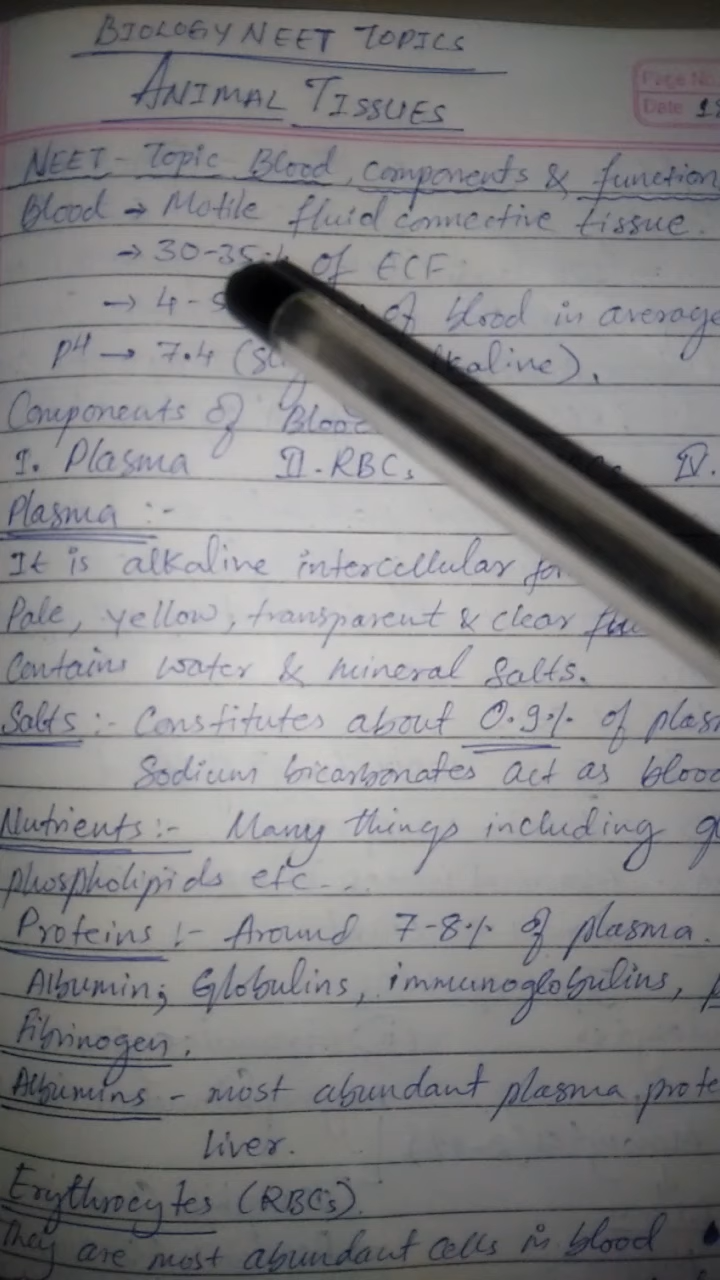 BIOLOGY NEET TOPICS
ANIMAL TISSUES
Page No
Date
NEET - Topic Blood, components & function
Blood → Motile fluid connective tissue.
→ 30-35% of ECF
→ 4 - of blood in average
pH → 7.4 ( kaline).
Components of Blood
I. Plasma II. RBCs IV.
Plasma :-
It is alkaline intercellular
Pale, yellow, transparent & clear
Contains water & mineral Salts.
Salts :- Constitutes about 0.9% of
Sodium bicarbonates act as blood
Nutrients :- Many things including
phospholipids etc...
Proteins :- Around 7-8% of plasma.
Albumin; Globulins, immunoglobulins,
Fibrinogen.
Albumins - most abundant plasma prote
liver.
Erythrocytes (RBCs).
They are most abundant cells in blood